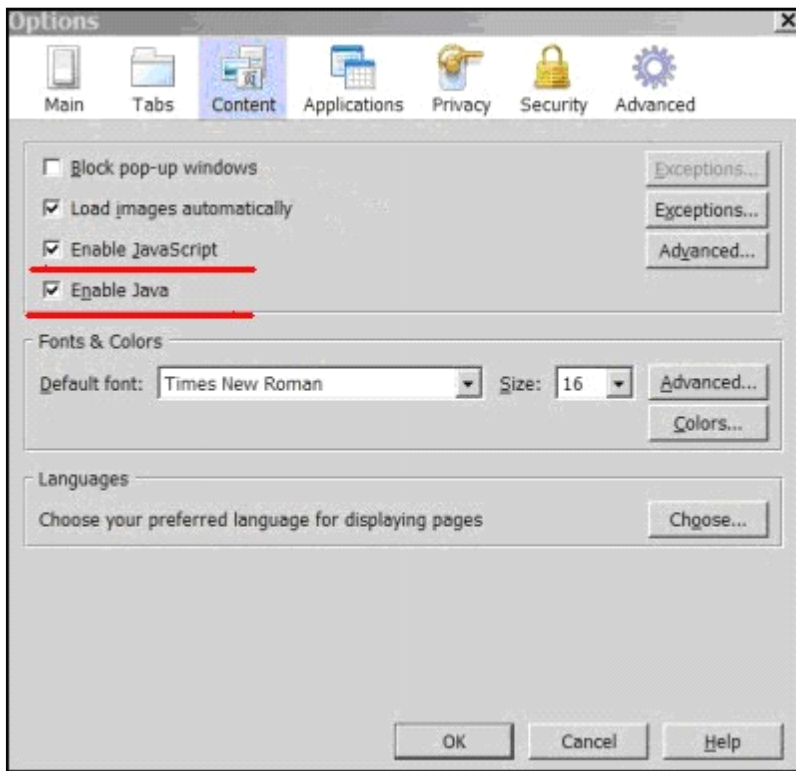 Options
Main Tabs Content Applications Privacy Security Advanced
Block pop-up windows Exceptions...
Load images automatically Exceptions...
Enable JavaScript Advanced...
Enable Java
Fonts & Colors
Default font: Times New Roman Size: 16 Advanced...
Colors...
Languages
Choose your preferred language for displaying pages Choose...
OK Cancel Help